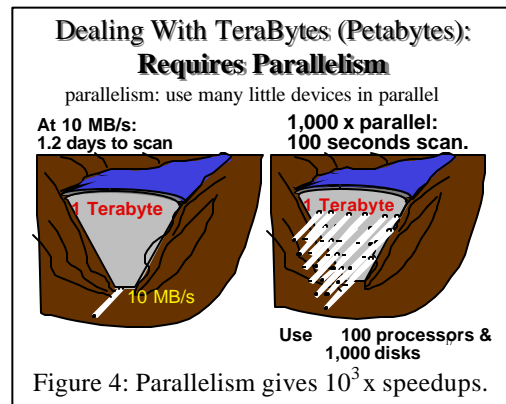 Dealing With TeraBytes (Petabytes):
Requires Parallelism
parallelism: use many little devices in parallel
At 10 MB/s:
1.2 days to scan
1 Terabyte
10 MB/s
1,000 x parallel:
100 seconds scan.
1 Terabyte
Use 100 processors &
1,000 disks
Figure 4: Parallelism gives 10³ x speedups.